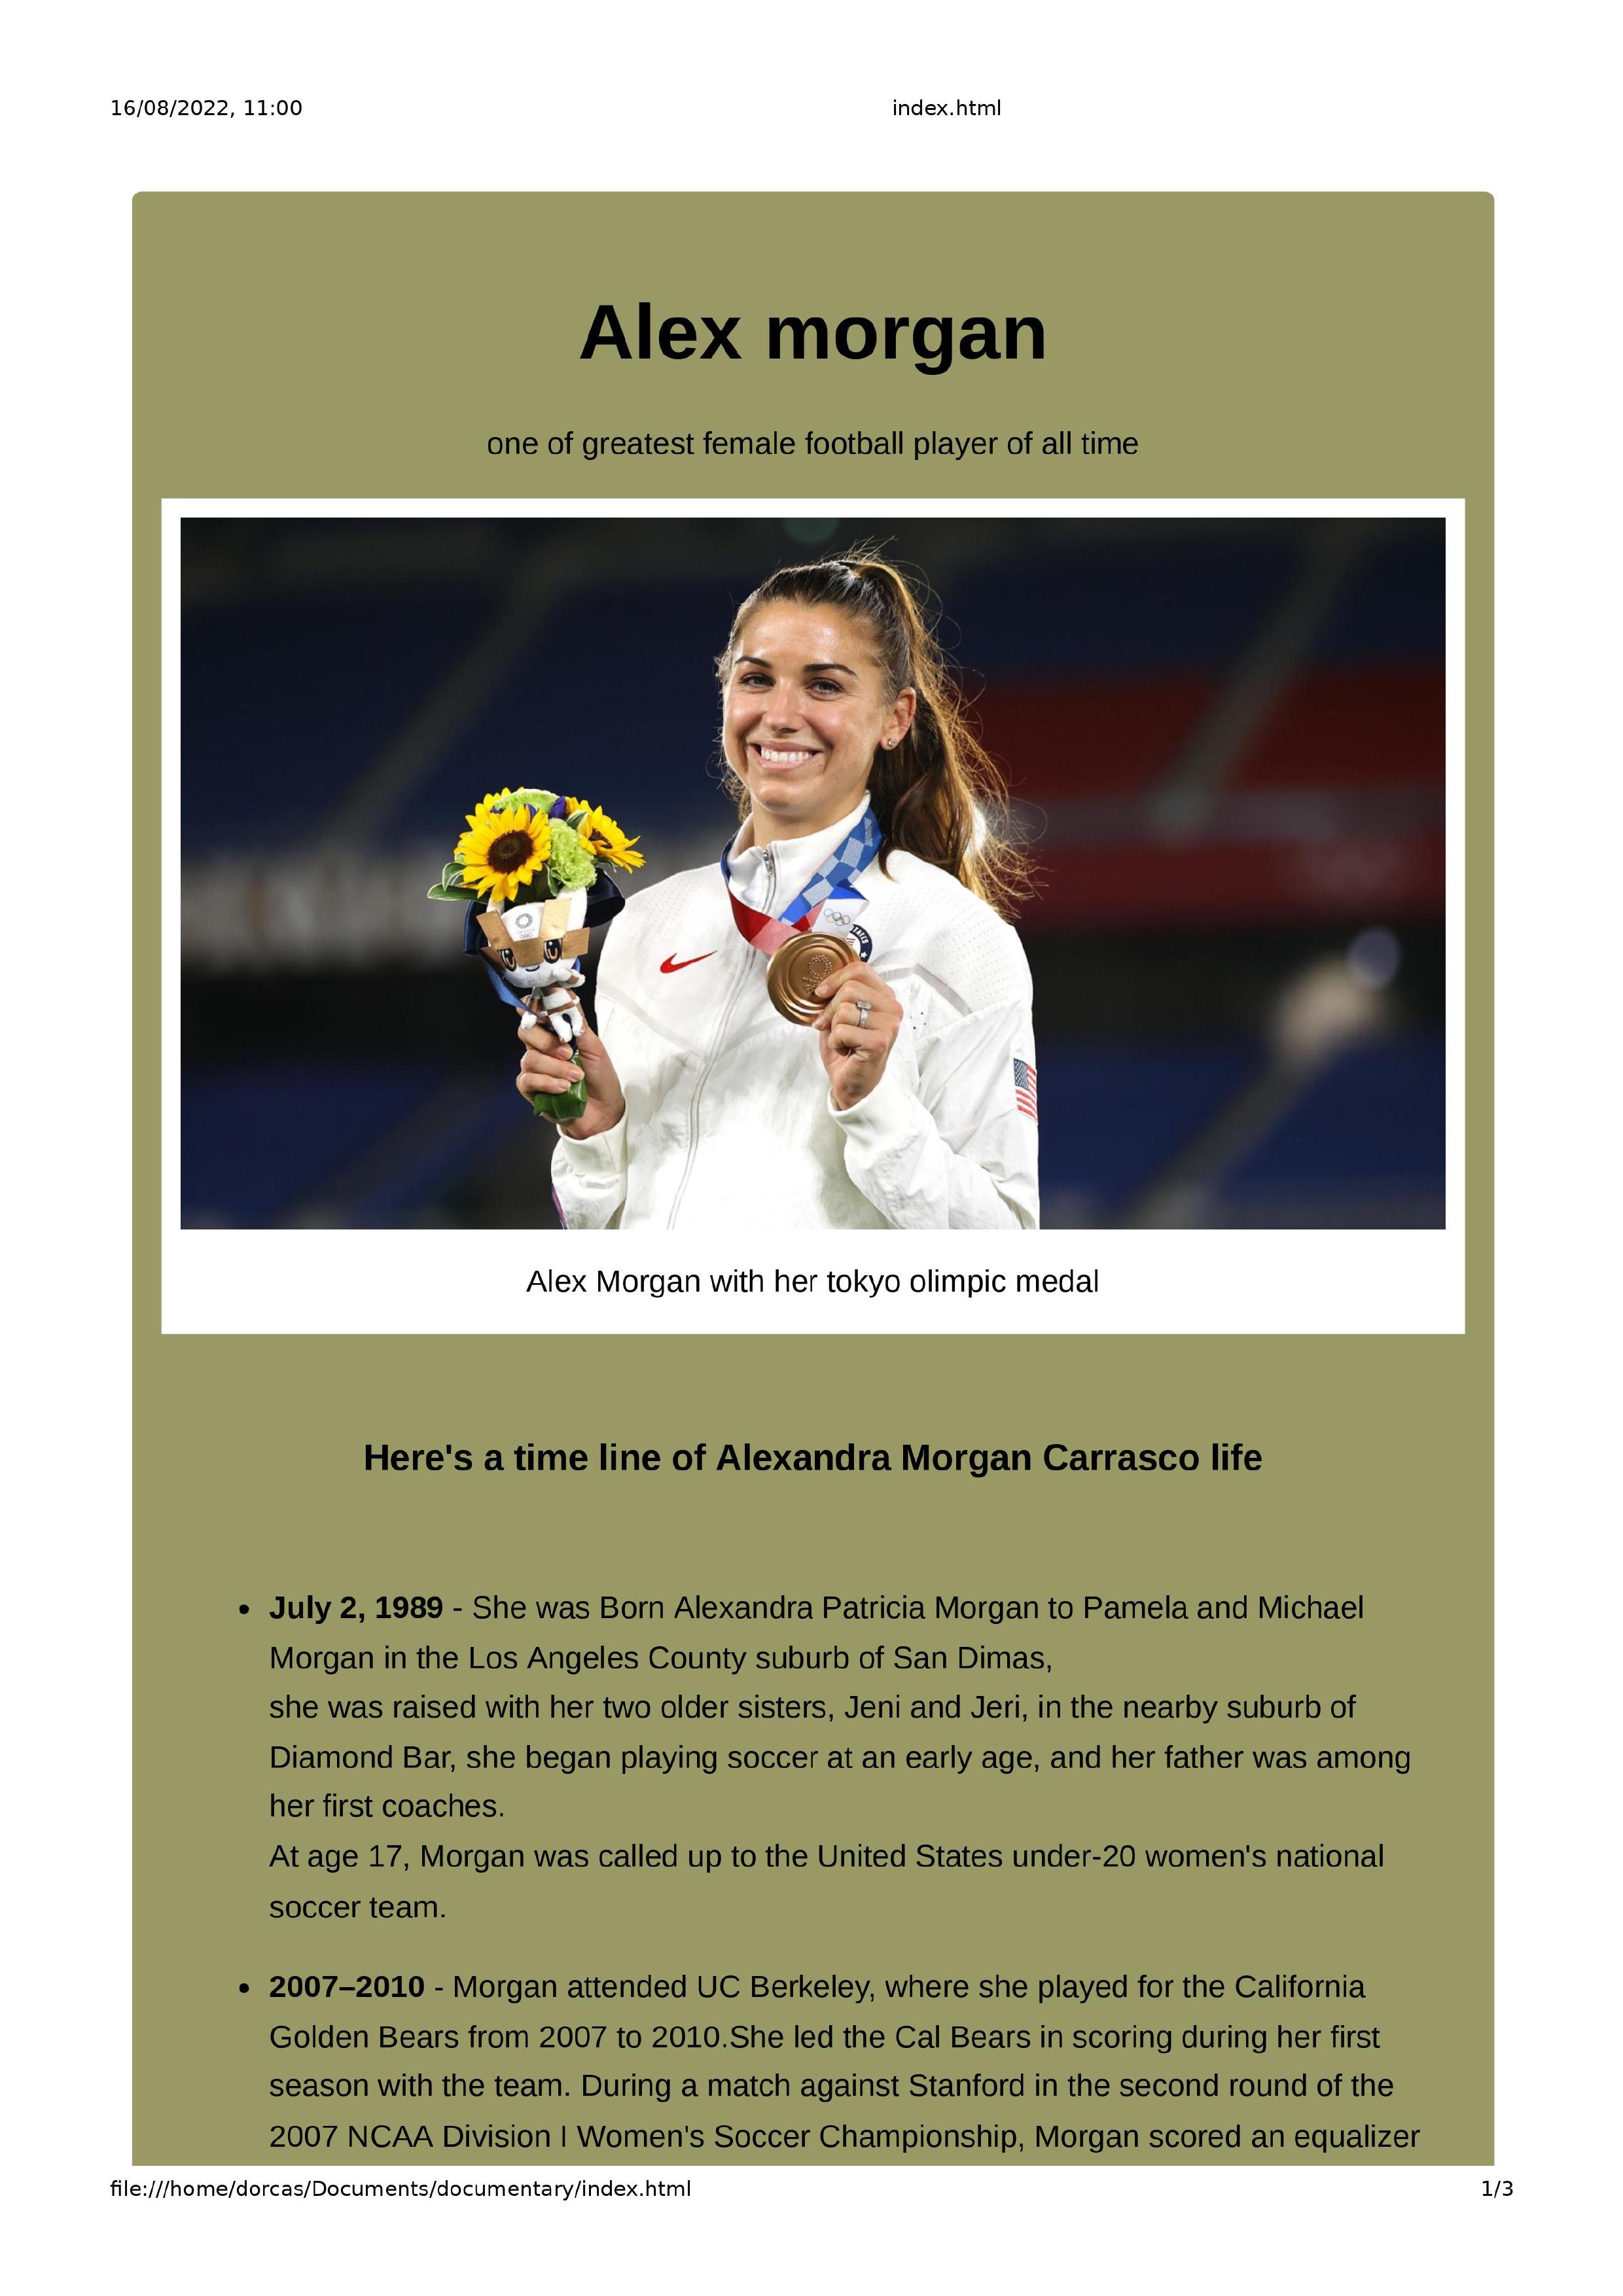 16/08/2022, 11:00
index.html
Alex morgan
one of greatest female football player of all time
STATES
Alex Morgan with her tokyo olimpic medal
Here's a time line of Alexandra Morgan Carrasco life
July 2, 1989 - She was Born Alexandra Patricia Morgan to Pamela and Michael
Morgan in the Los Angeles County suburb of San Dimas,
she was raised with her two older sisters, Jeni and Jeri, in the nearby suburb of
Diamond Bar, she began playing soccer at an early age, and her father was among
her first coaches.
At age 17, Morgan was called up to the United States under-20 women's national
soccer team.
2007–2010 - Morgan attended UC Berkeley, where she played for the California
Golden Bears from 2007 to 2010.She led the Cal Bears in scoring during her first
season with the team. During a match against Stanford in the second round of the
2007 NCAA Division I Women's Soccer Championship, Morgan scored an equalizer
file:///home/dorcas/Documents/documentary/index.html
1/3